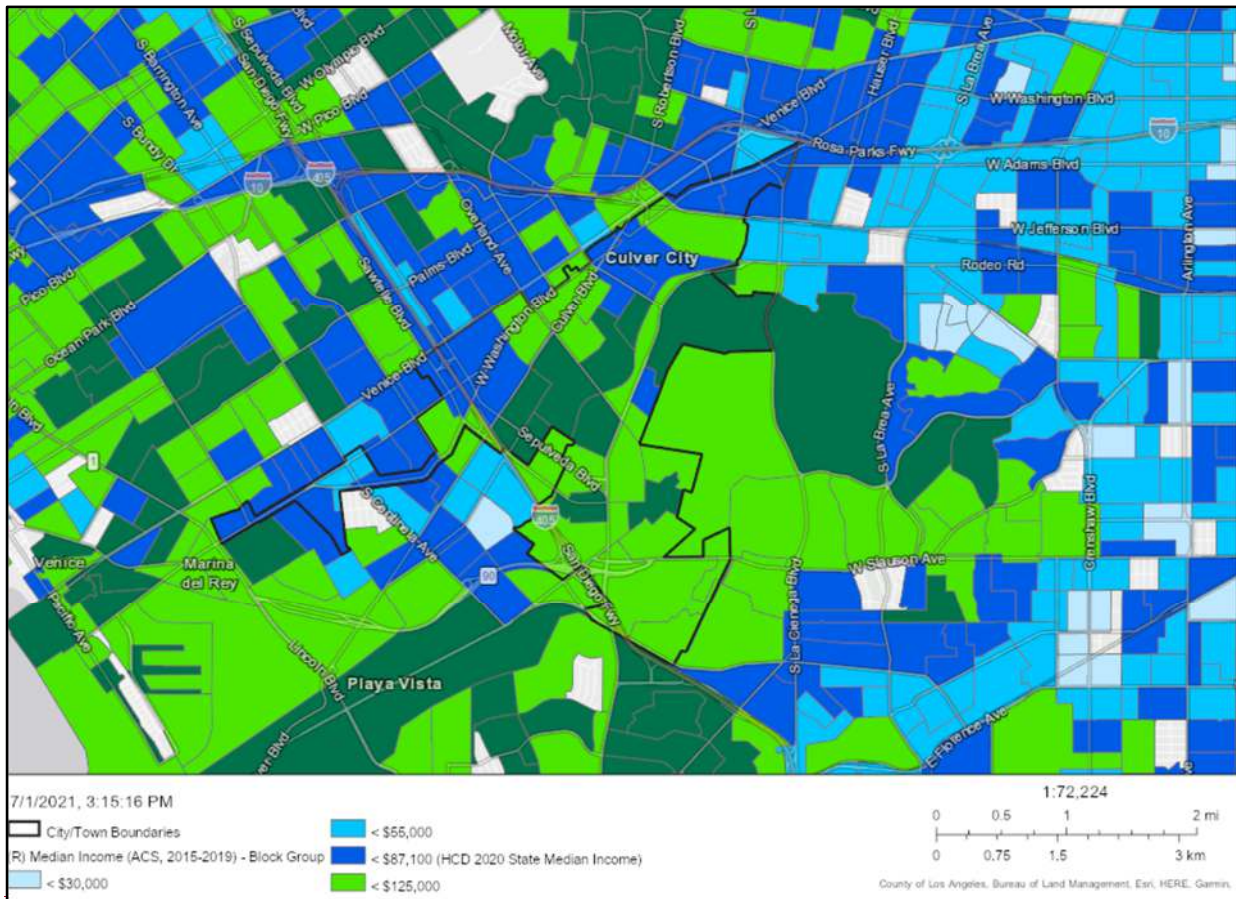 S Barrington Ave
S Sepulveda Blvd
San Diego Fwy
W Olympic Blvd
W Pico Blvd
S Bundy Dr
Motor Ave
S Robertson Blvd
Venice Blvd
Hauser Blvd
S La Brea Ave
W Washington Blvd
10
Rosa Parks Fwy
W Adams Blvd
405
10
Overland Ave
W Jefferson Blvd
Arlington Ave
Pico Blvd
Palms Blvd
Culver City
Rodeo Rd
Sawtelle Blvd
Culver Blvd
W Washington Blvd
Ocean Park Blvd
Venice Blvd
S La Brea Ave
Sepulveda Blvd
1
S Centinela Ave
405
Crenshaw Blvd
Venice
Marina
del Rey
90
San Diego Fwy
W Slauson Ave
Pacific Ave
S La Cienega Blvd
Lincoln Blvd
Playa Vista
E Florence Ave
7/1/2021, 3:15:16 PM
City/Town Boundaries
(R) Median Income (ACS, 2015-2019) - Block Group
< $30,000
< $55,000
< $87,100 (HCD 2020 State Median Income)
< $125,000
1:72,224
0 0.5 1 2 mi
0 0.75 1.5 3 km
County of Los Angeles, Bureau of Land Management, Esri, HERE, Garmin,